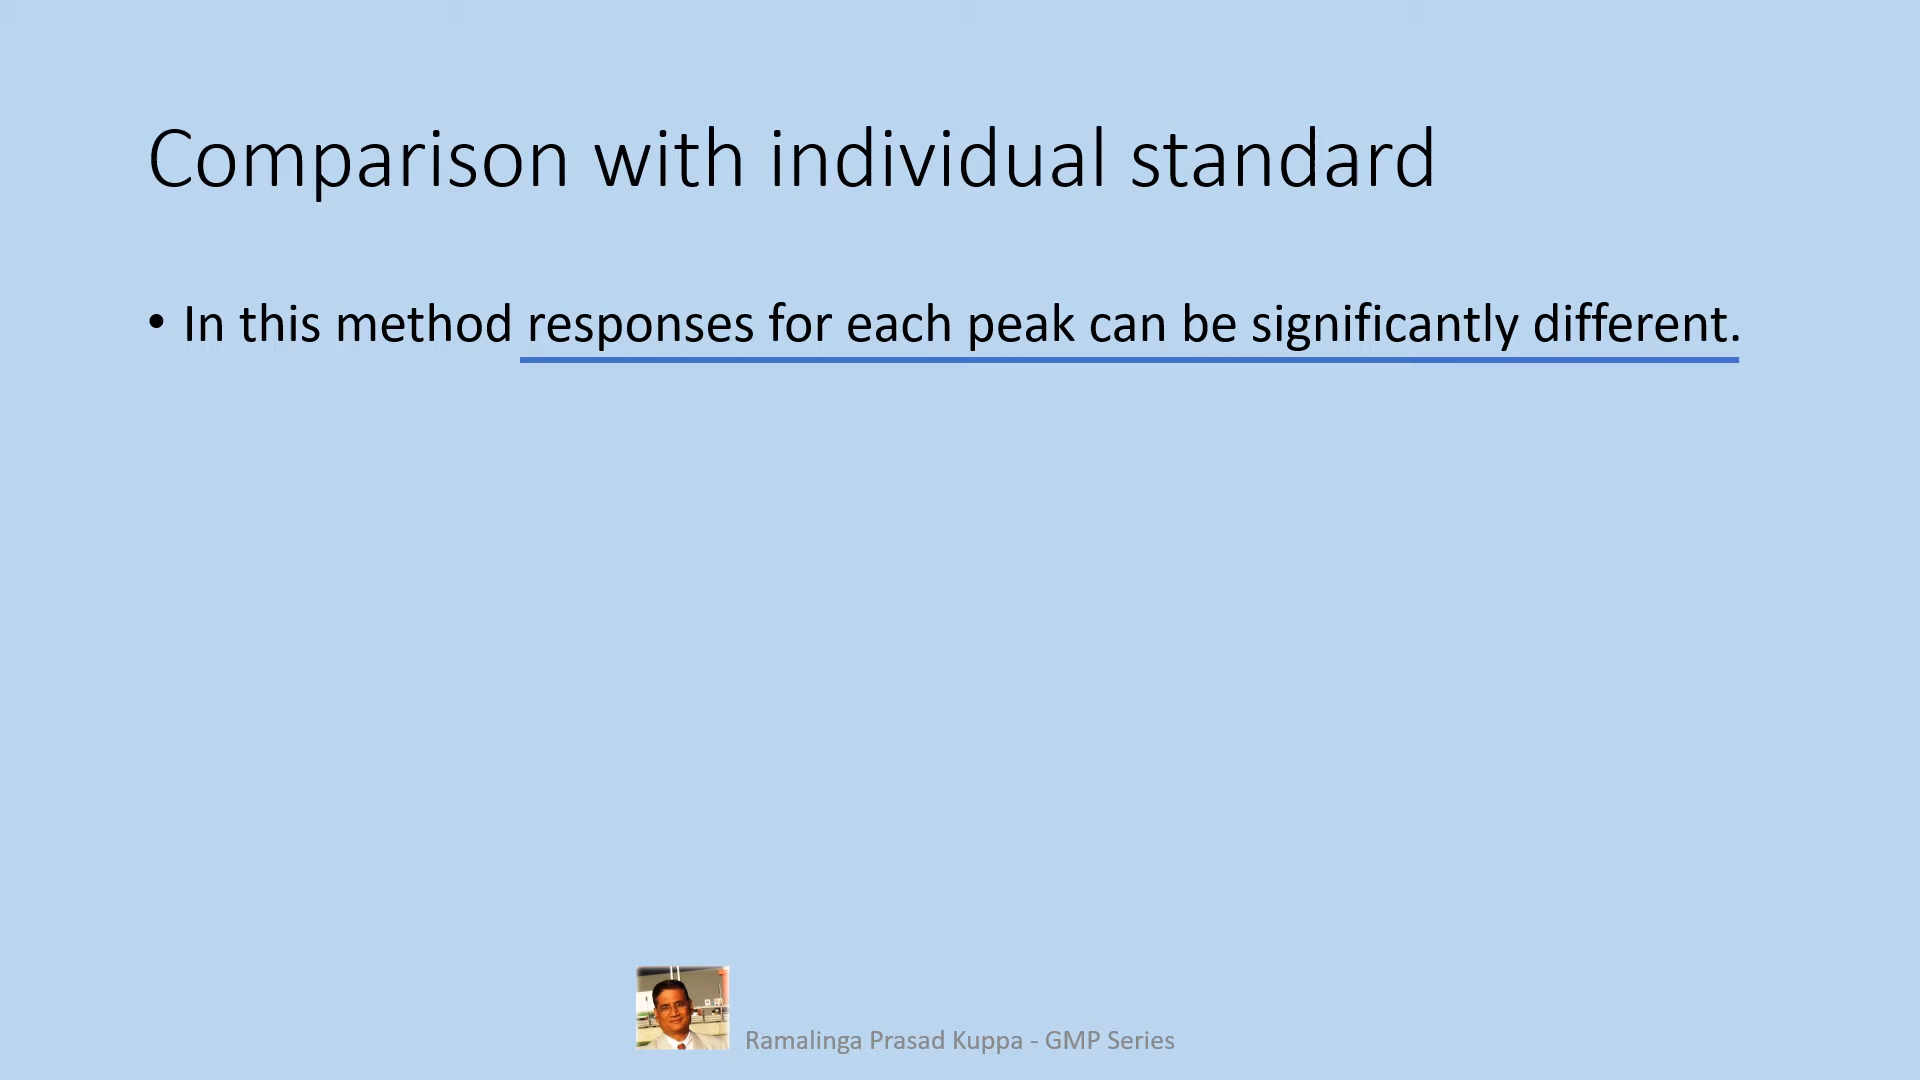 Comparison with individual standard
• In this method responses for each peak can be significantly different.
Ramalinga Prasad Kuppa - GMP Series